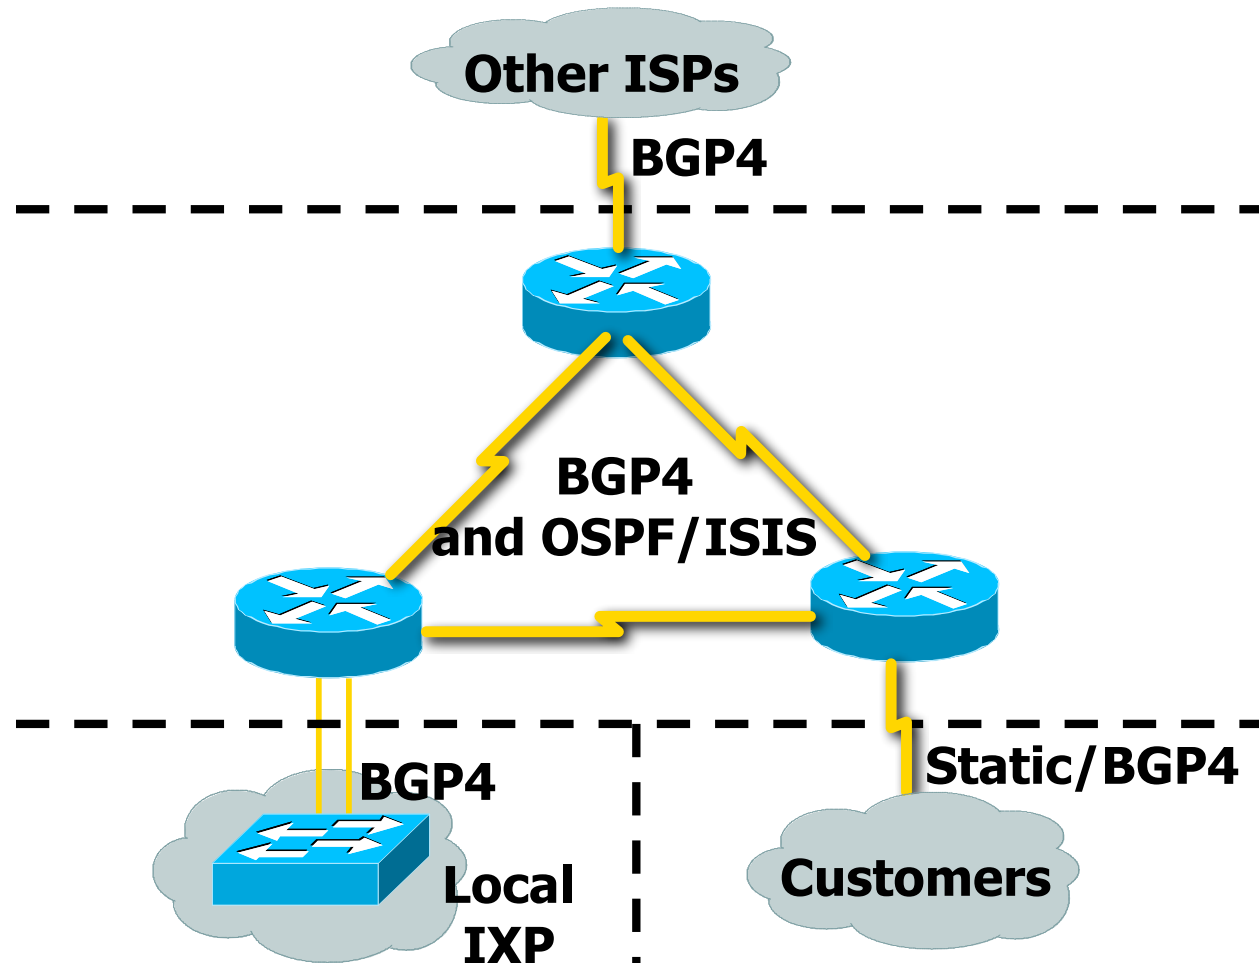 Other ISPs
BGP4
BGP4
and OSPF/ISIS
Static/BGP4
BGP4
Local
IXP
Customers